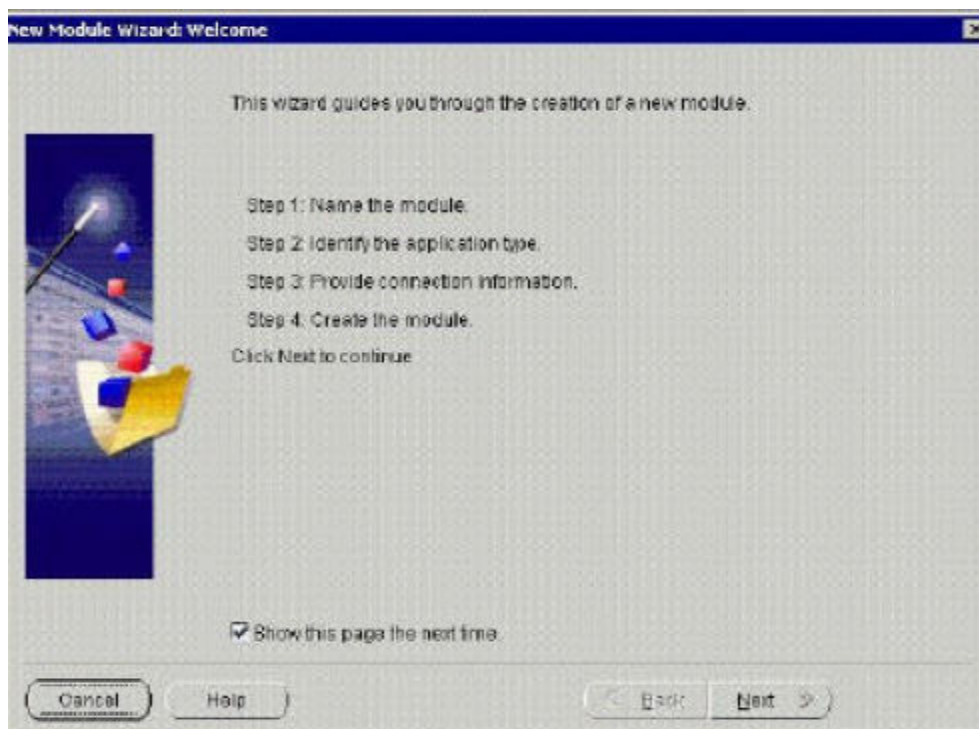 New Module Wizard: Welcome
This wizard guides you through the creation of a new module.
Step 1: Name the module.
Step 2: Identify the application type.
Step 3: Provide connection information.
Step 4: Create the module.
Click Next to continue
Show this page the next time.
Cancel
Help
Back
Next